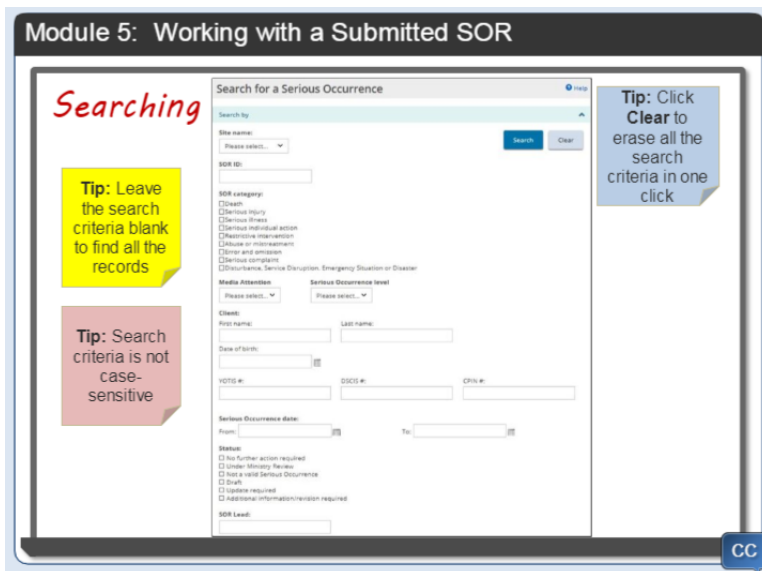 Module 5:  Working with a Submitted SOR
Searching
Tip: Leave
the search
criteria blank
to find all the
records
Tip: Search
criteria is not
case-
sensitive
Search for a Serious Occurrence
Help
Search by
Site name:
Please select...
Search
Clear
SOR ID:
SOR category:
Death
Serious injury
Serious illness
Serious individual action
Restrictive intervention
Abuse or mistreatment
Error and omission
Serious complaint
Disturbance, Service Disruption, Emergency Situation or Disaster
Media Attention
Serious Occurrence level
Please select...
Please select...
Client:
First name:
Last name:
Date of birth:
YOTIS #:
OSCIS #:
CPIN #:
Serious Occurrence date:
From:
To:
Status:
No further action required
Under Ministry Review
Not a valid Serious Occurrence
Draft
Update required
Additional information/revision required
SOR Lead:
Tip: Click
Clear to
erase all the
search
criteria in one
click
CC